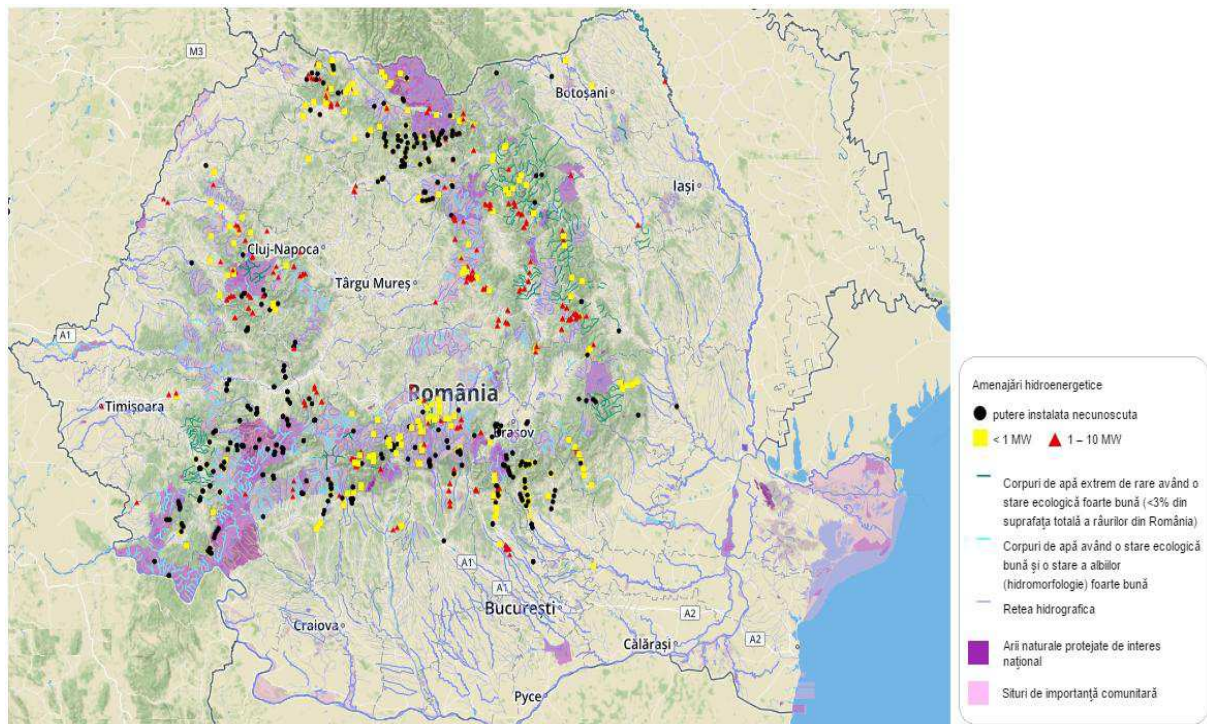 M3
Botoșani
Iași
Cluj-Napoca
Târgu Mureș
A1
România
Timișoara
Brașov
A1
A1
București
A2
Craiova
Călărași
A2
Pyce
Amenajări hidroenergetice
putere instalata necunoscuta
< 1 MW
1 – 10 MW
Corpuri de apă extrem de rare având o
stare ecologică foarte bună (<3% din
suprafața totală a râurilor din România)
Corpuri de apă având o stare ecologică
bună și o stare a albiilor
(hidromorfologie) foarte bună
Retea hidrografica
Arii naturale protejate de interes
național
Situri de importanță comunitară